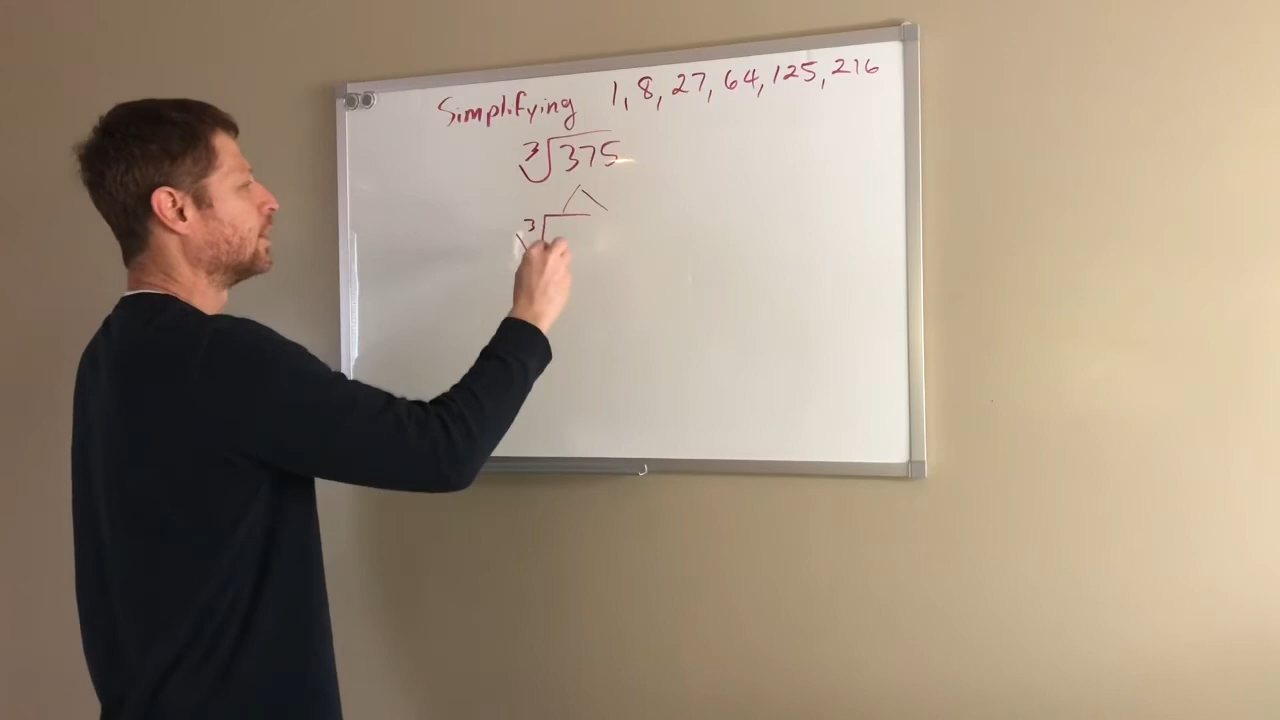 Simplifying 1, 8, 27, 64, 125, 216
∛375
3√